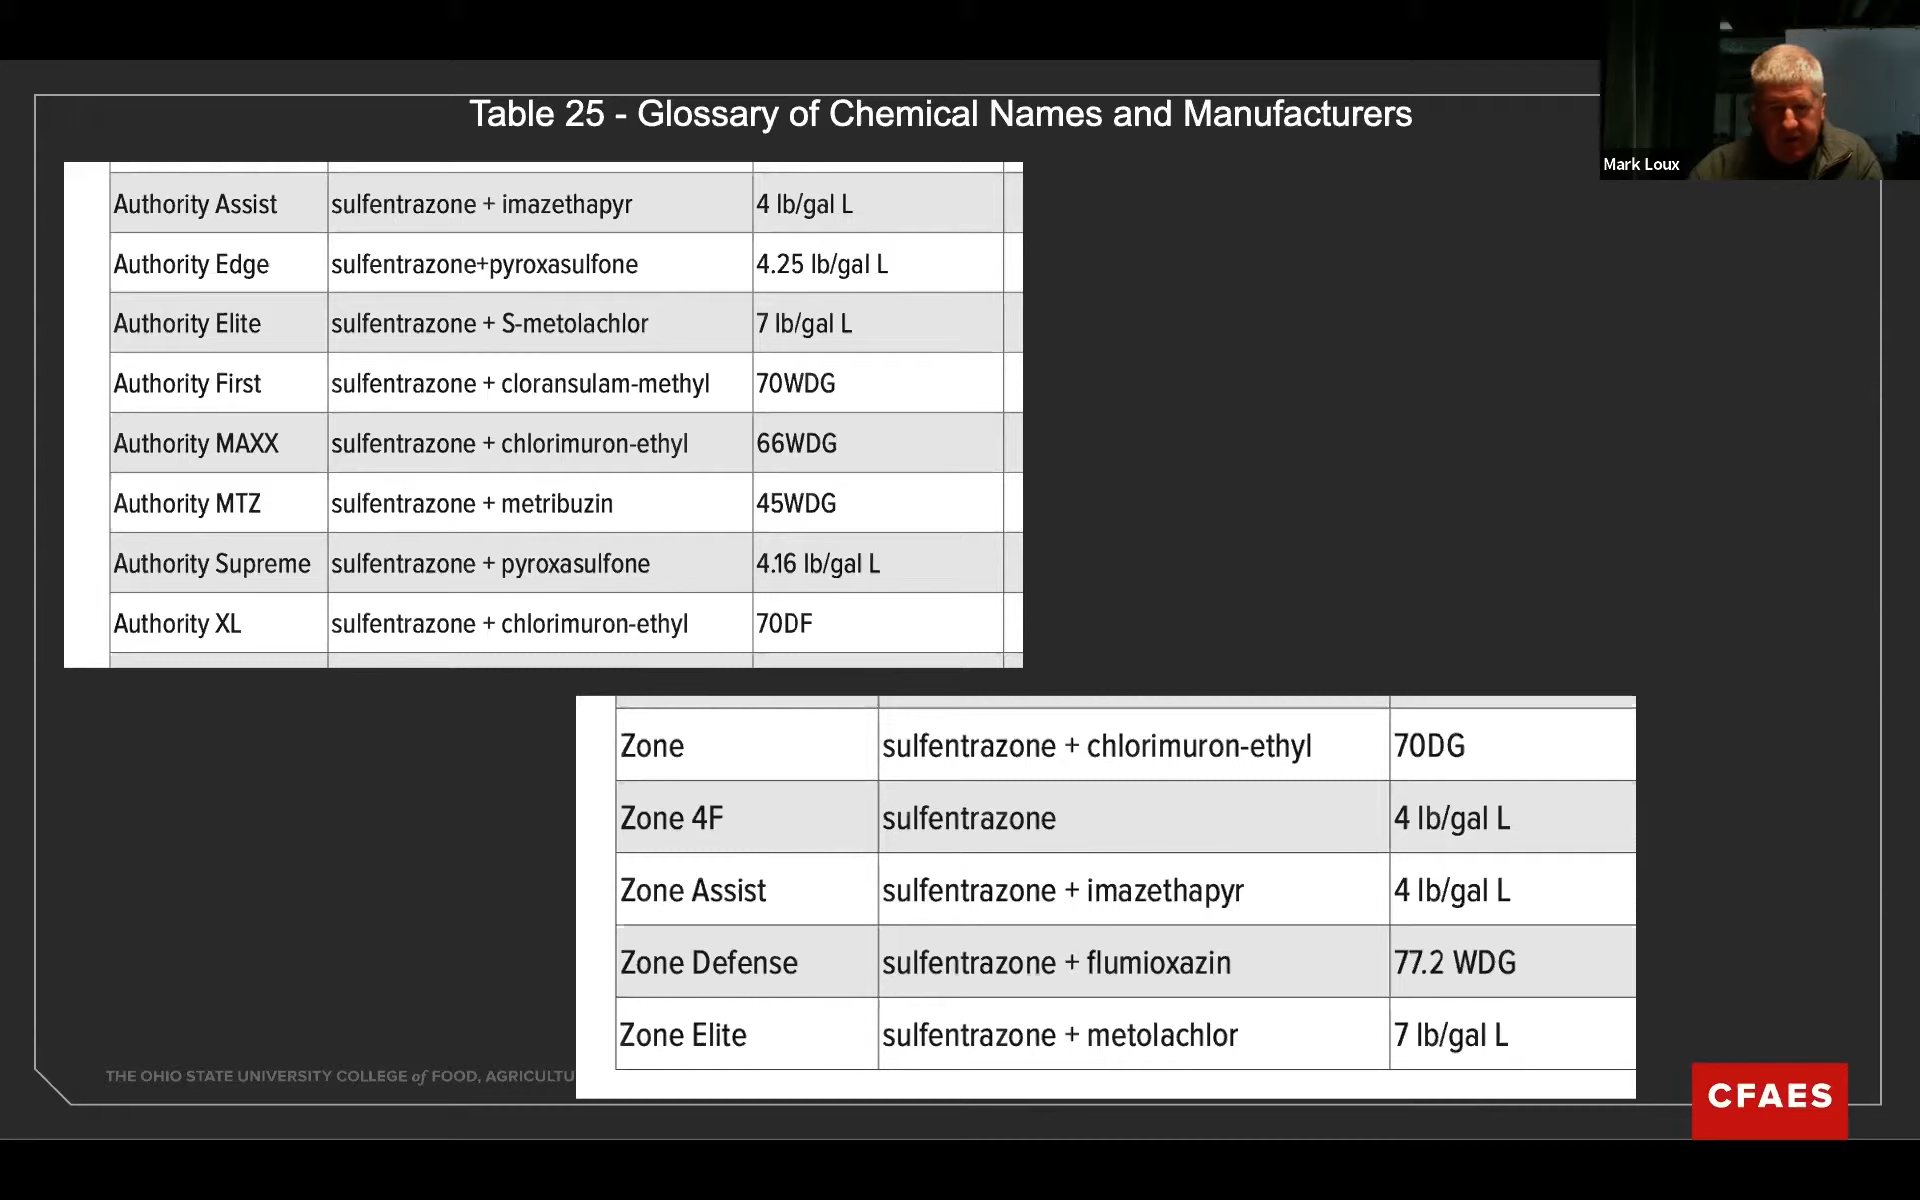 Table 25 - Glossary of Chemical Names and Manufacturers
Mark Loux
Authority Assist sulfentrazone + imazethapyr 4 lb/gal L
Authority Edge sulfentrazone+pyroxasulfone 4.25 lb/gal L
Authority Elite sulfentrazone + S-metolachlor 7 lb/gal L
Authority First sulfentrazone + cloransulam-methyl 70WDG
Authority MAXX sulfentrazone + chlorimuron-ethyl 66WDG
Authority MTZ sulfentrazone + metribuzin 45WDG
Authority Supreme sulfentrazone + pyroxasulfone 4.16 lb/gal L
Authority XL sulfentrazone + chlorimuron-ethyl 70DF
Zone sulfentrazone + chlorimuron-ethyl 70DG
Zone 4F sulfentrazone 4 lb/gal L
Zone Assist sulfentrazone + imazethapyr 4 lb/gal L
Zone Defense sulfentrazone + flumioxazin 77.2 WDG
Zone Elite sulfentrazone + metolachlor 7 lb/gal L
THE OHIO STATE UNIVERSITY COLLEGE of FOOD, AGRICULTU
CFAES